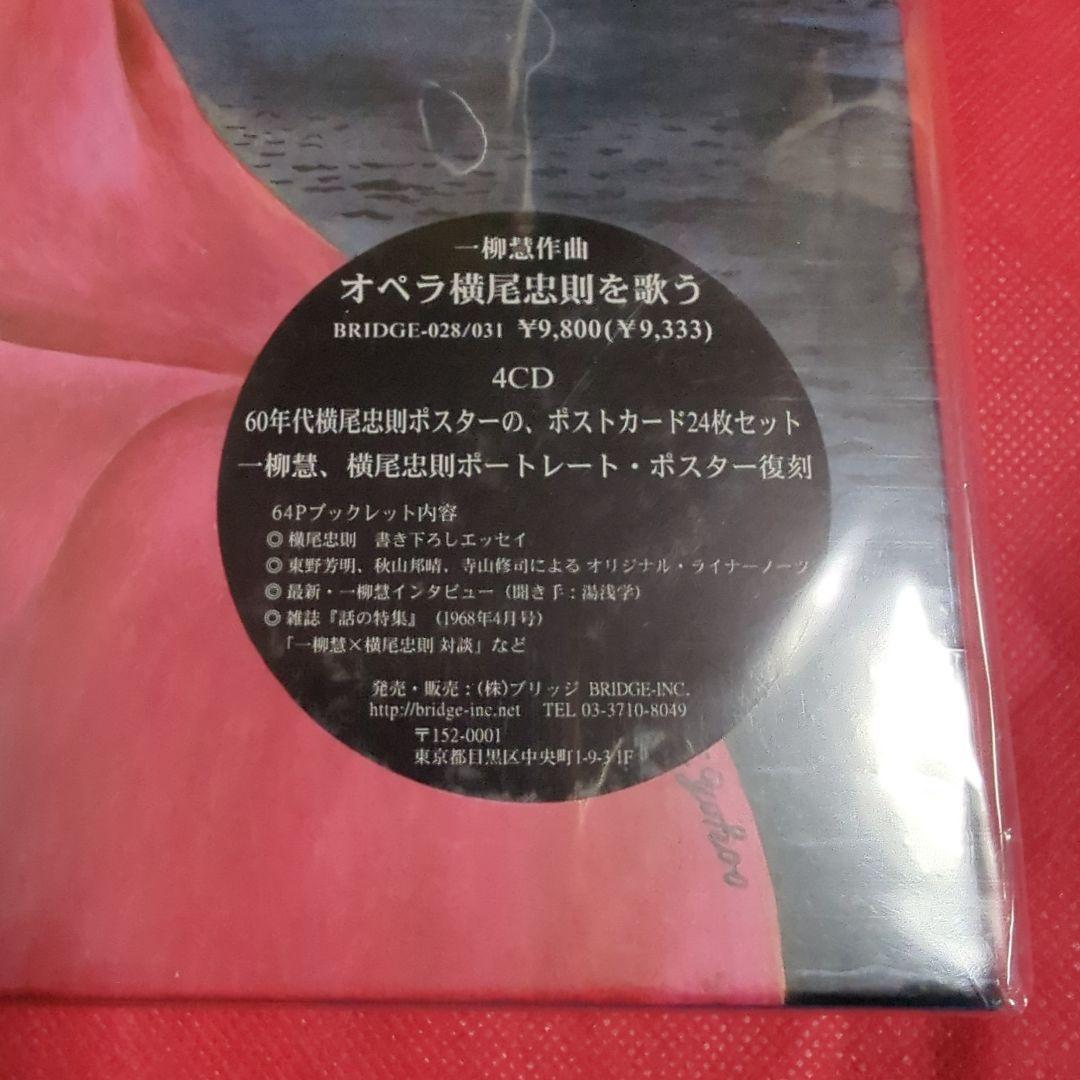 一柳慧作曲
オペラ横尾忠則を歌う
BRIDGE-028/031 ¥9,800(¥9,333)
4CD
60年代横尾忠則ポスターの、ポストカード24枚セット
一柳慧、横尾忠則ポートレート・ポスター復刻
64Pブックレット内容
◎横尾忠則 書き下ろしエッセイ
◎東野芳明、秋山邦晴、寺山修司による オリジナル・ライナーノーツ
◎最新・一柳慧インタビュー（聞き手：湯浅学）
◎雑誌『話の特集』（1968年4月号）
「一柳慧×横尾忠則 対談」など
発売・販売：(株)ブリッジ BRIDGE-INC.
http://bridge-inc.net TEL 03-3710-8049
〒152-0001
東京都目黒区中央町1-9-3 1F